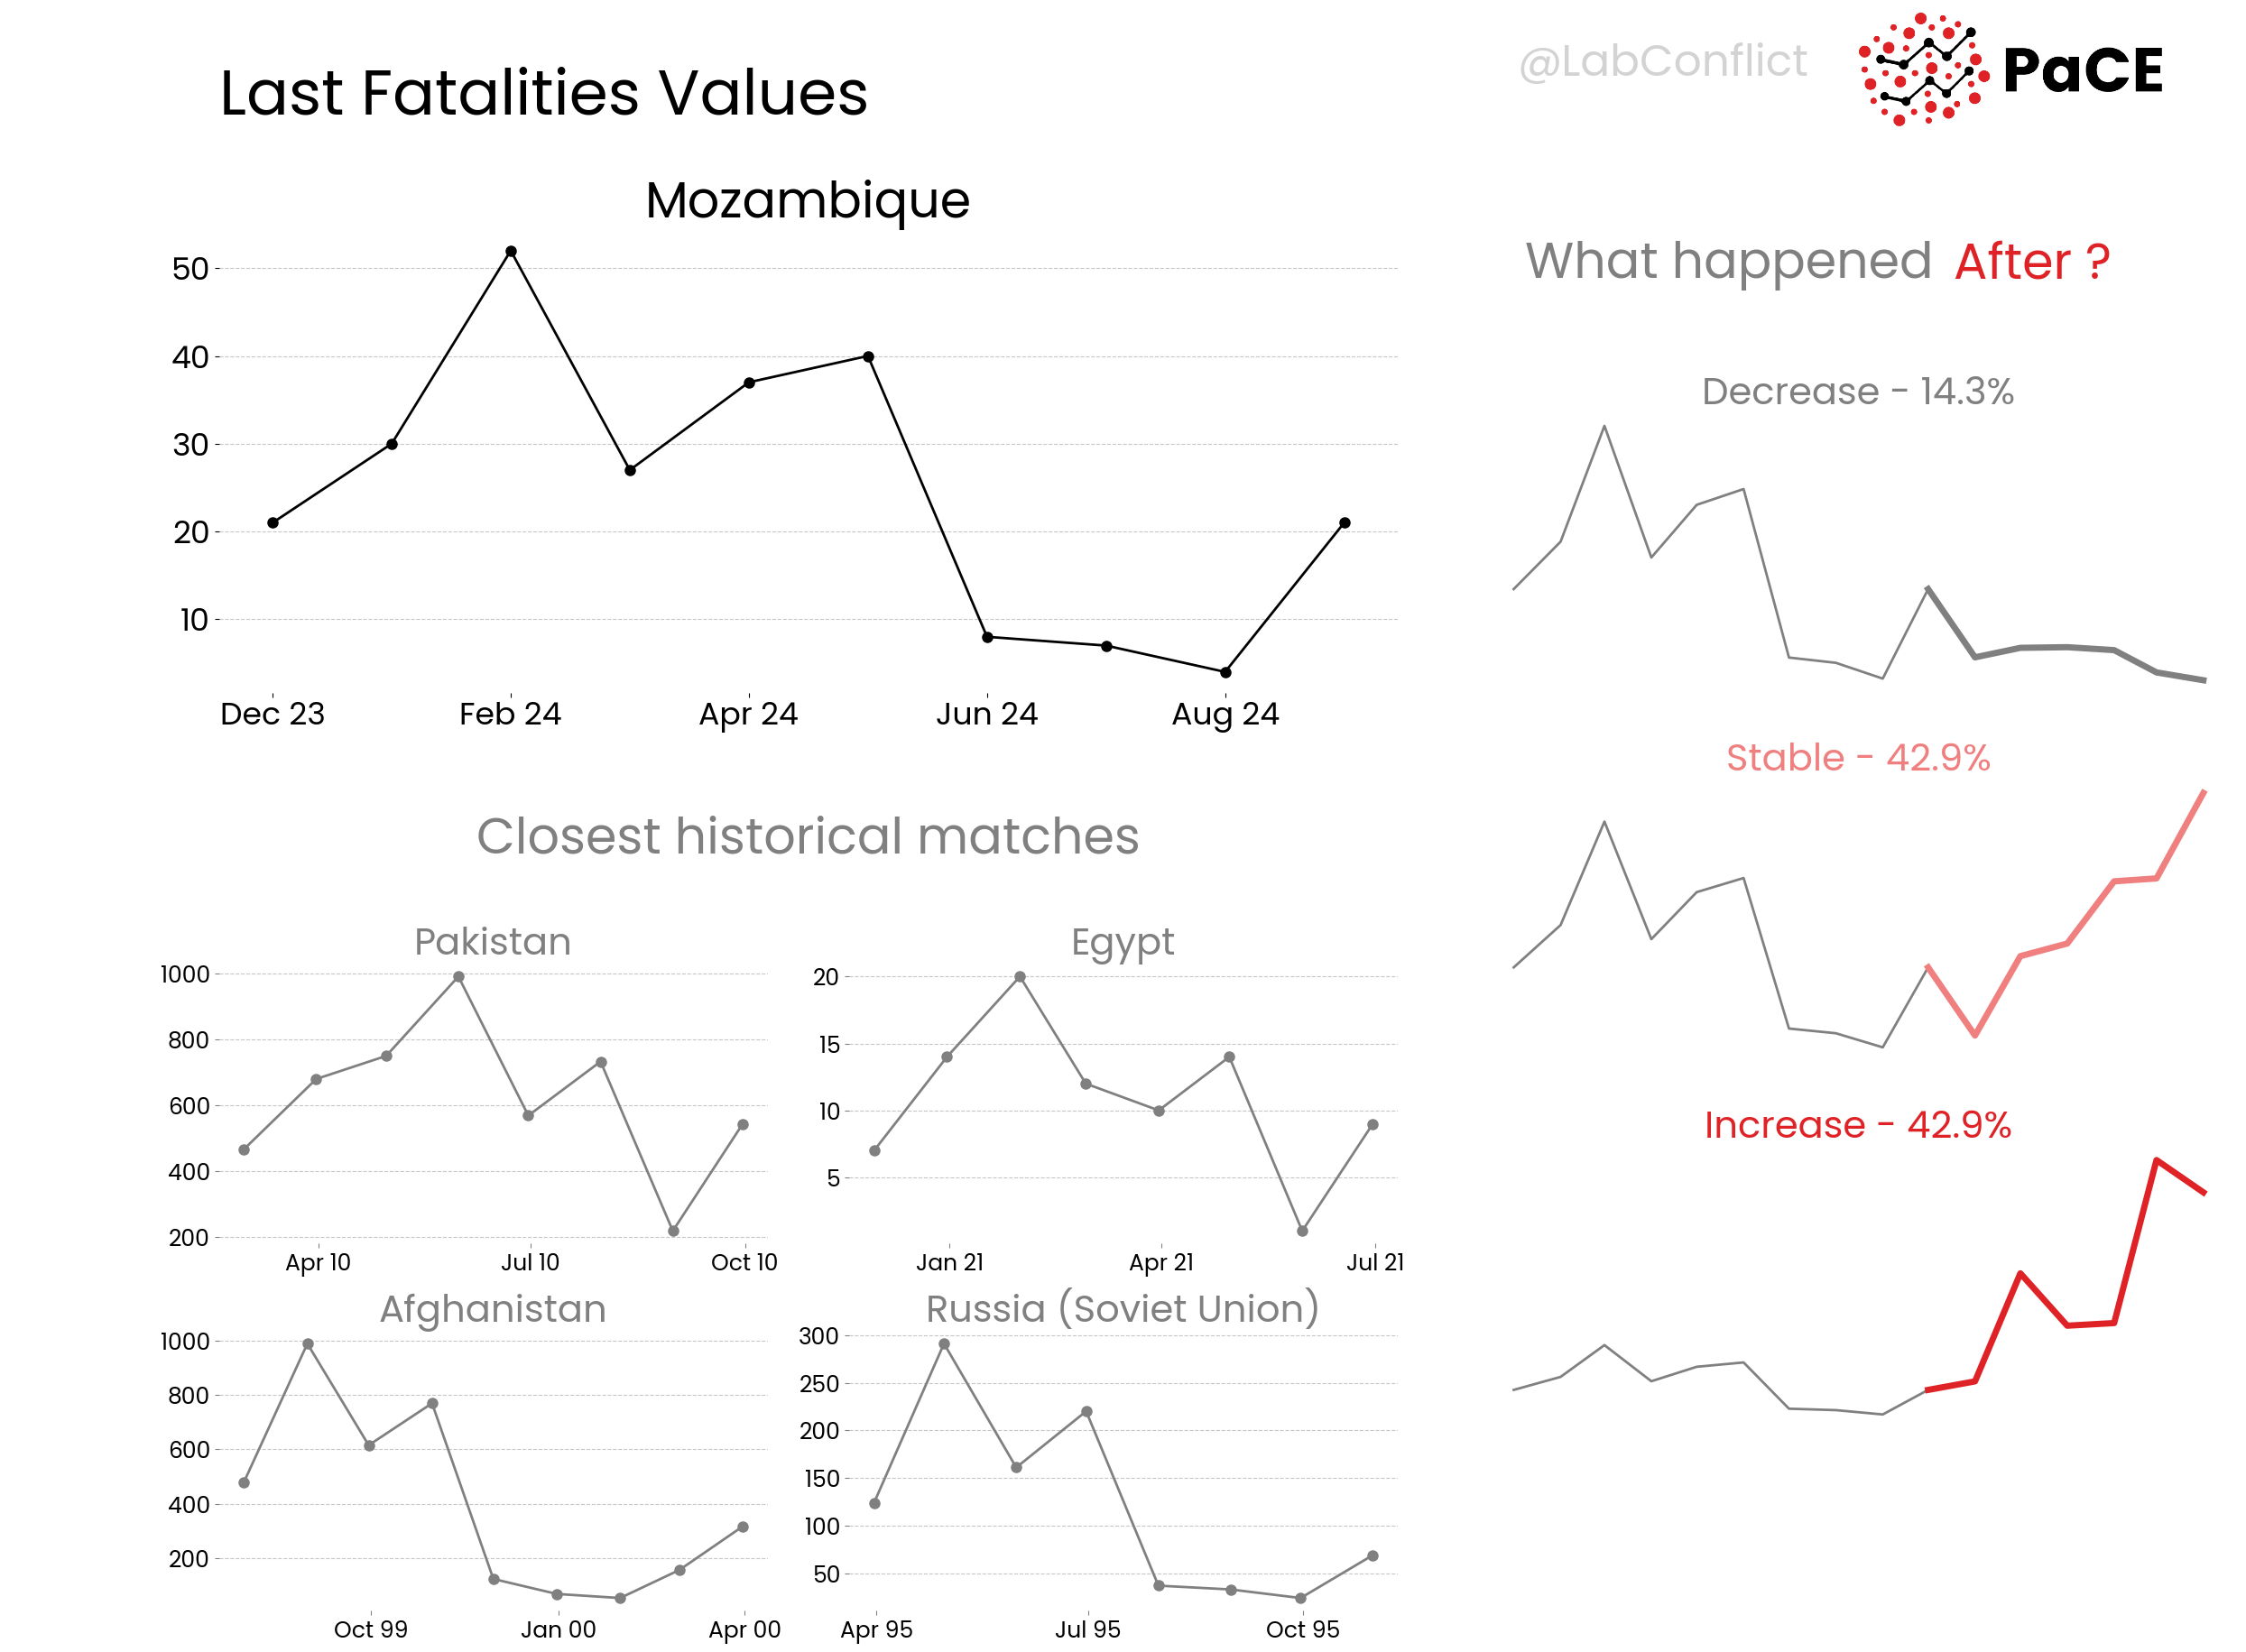 @LabConflict
PaCE
Last Fatalities Values
Mozambique
50
40
30
20
10
Dec 23 Feb 24 Apr 24 Jun 24 Aug 24
What happened After ?
Decrease - 14.3%
Stable - 42.9%
Increase - 42.9%
Closest historical matches
Pakistan
1000
800
600
400
200
Apr 10 Jul 10 Oct 10
Egypt
20
15
10
5
Jan 21 Apr 21 Jul 21
Afghanistan
1000
800
600
400
200
Oct 99 Jan 00 Apr 00
Russia (Soviet Union)
300
250
200
150
100
50
Apr 95 Jul 95 Oct 95